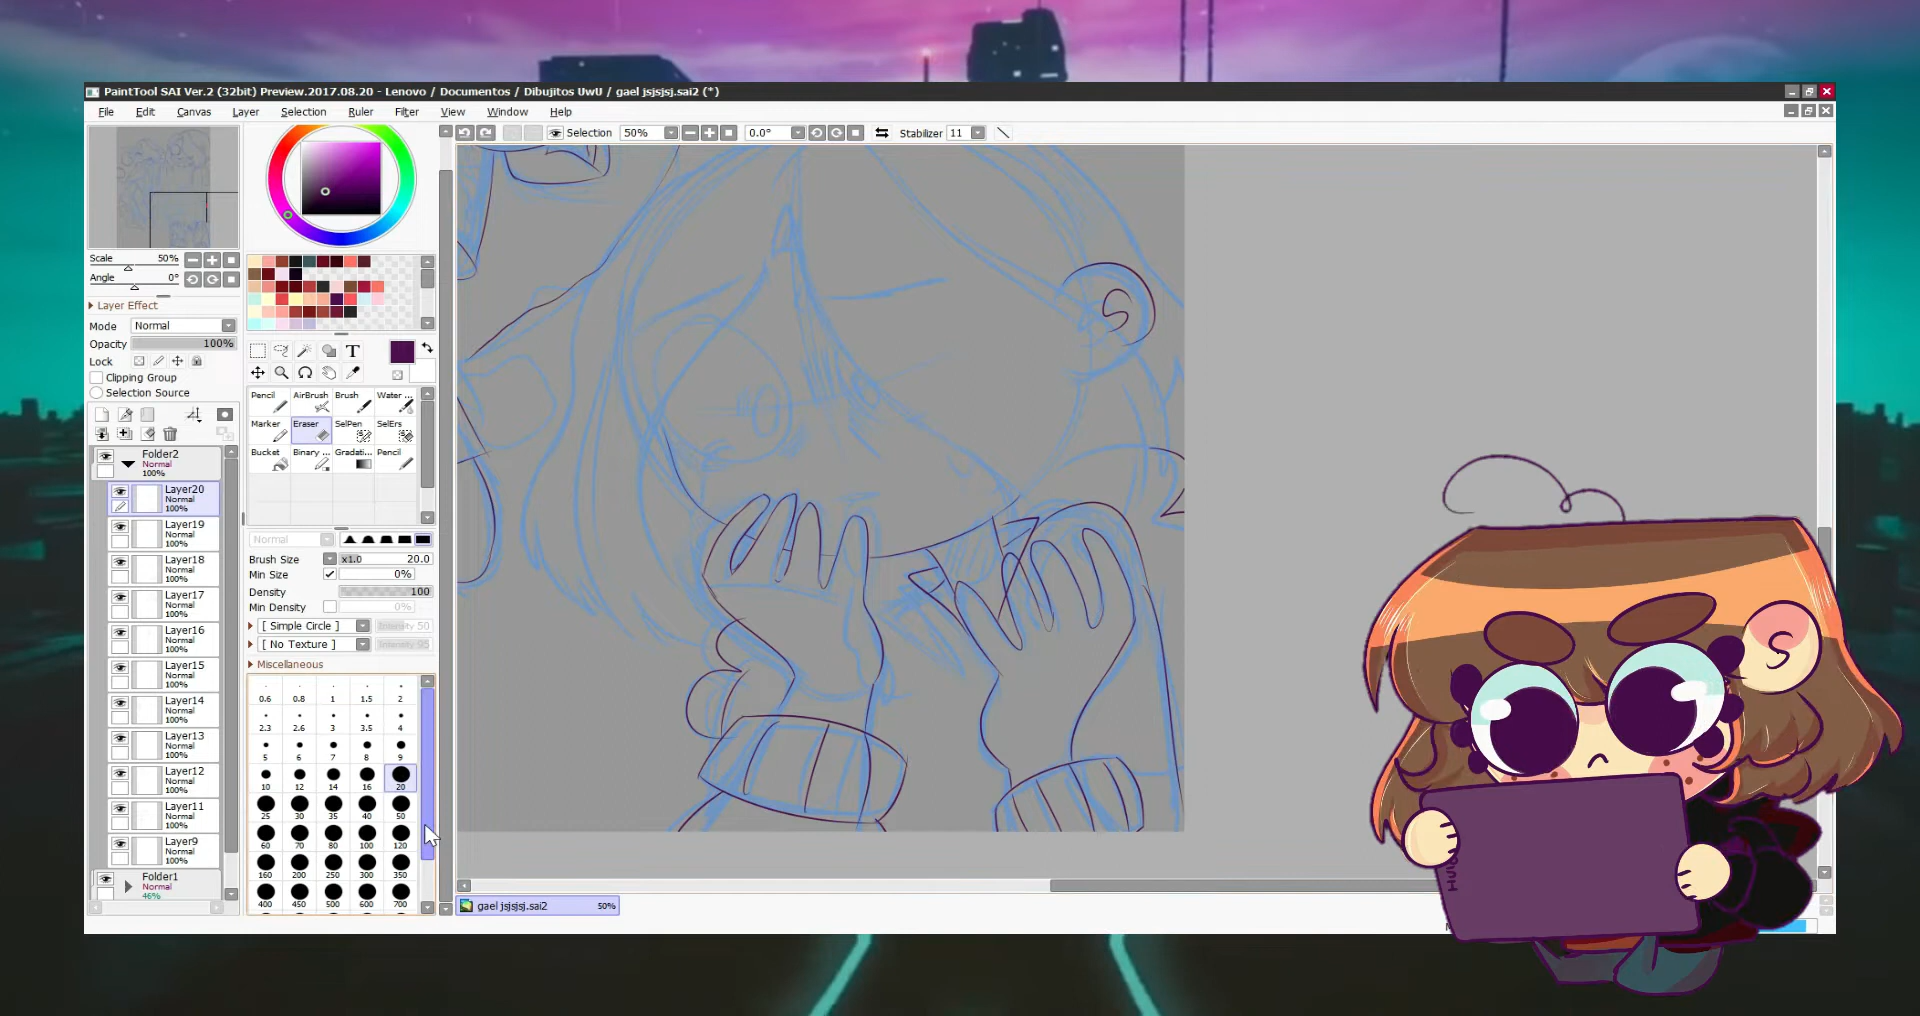 PaintTool SAI Ver.2 (32bit) Preview.2017.08.20 - Lenovo / Documentos / Dibujitos UwU / gael jsjsjsj.sai2 (*)
File Edit Canvas Layer Selection Ruler Filter View Window Help
Selection 50% 0.0° Stabilizer 11
Scale 50%
Angle 0°
Layer Effect
Mode Normal
Opacity 100%
Lock
Clipping Group
Selection Source
Folder2
Normal
100%
Layer20
Normal
100%
Layer19
Normal
100%
Layer18
Normal
100%
Layer17
Normal
100%
Layer16
Normal
100%
Layer15
Normal
100%
Layer14
Normal
100%
Layer13
Normal
100%
Layer12
Normal
100%
Layer11
Normal
100%
Layer9
Normal
100%
Folder1
Normal
46%
T
Pencil AirBrush Brush Water ...
Marker Eraser SelPen SelErs
Bucket Binary ... Gradati... Pencil
Normal
Brush Size x1.0 20.0
Min Size 0%
Density 100
Min Density 0%
[ Simple Circle ] Intensity 50
[ No Texture ] Intensity 95
Miscellaneous
0.6 0.8 1 1.5 2
2.3 2.6 3 3.5 4
5 6 7 8 9
10 12 14 16 20
25 30 35 40 50
60 70 80 100 120
160 200 250 300 350
400 450 500 600 700
gael jsjsjsj.sai2 50%